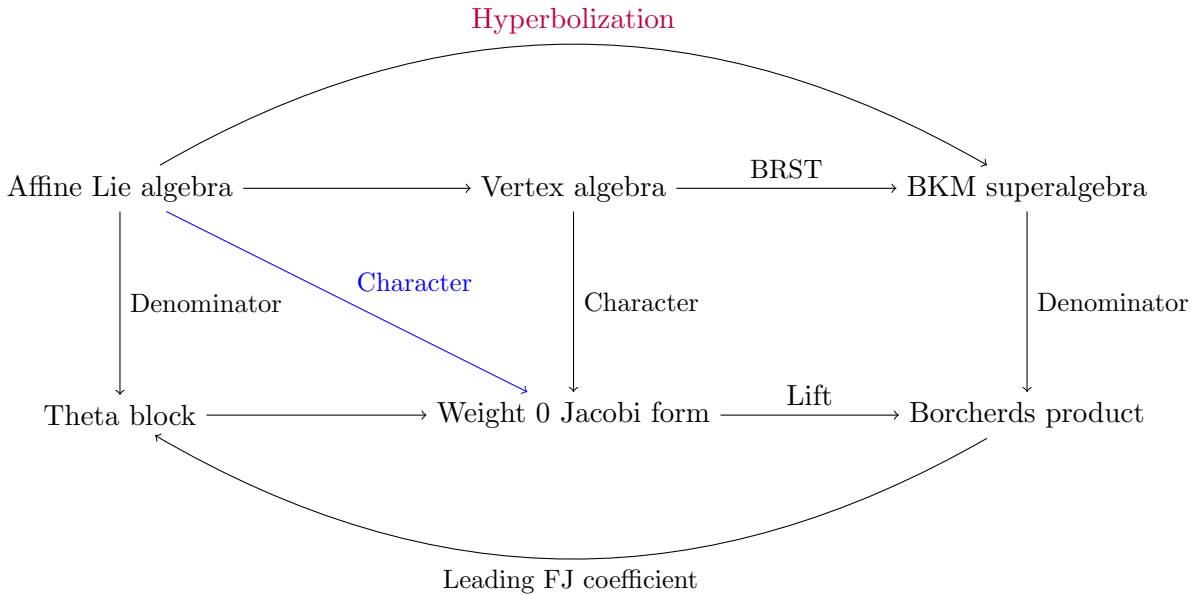 Hyperbolization
Affine Lie algebra
Vertex algebra
BRST
BKM superalgebra
Character
Denominator
Character
Denominator
Theta block
Weight 0 Jacobi form
Lift
Borcherds product
Leading FJ coefficient